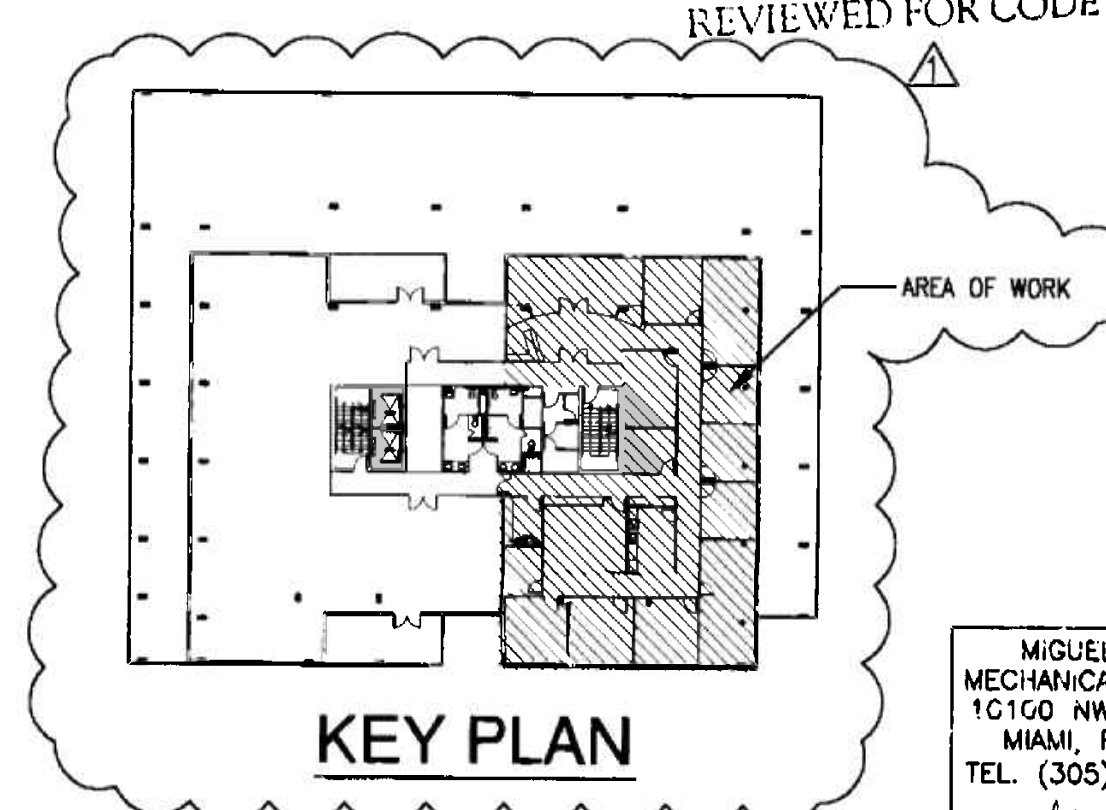 REVIEWED FOR CODE
1
AREA OF WORK
KEY PLAN
MIGUEL
MECHANICA
10100 NW
MIAMI,
TEL. (305)